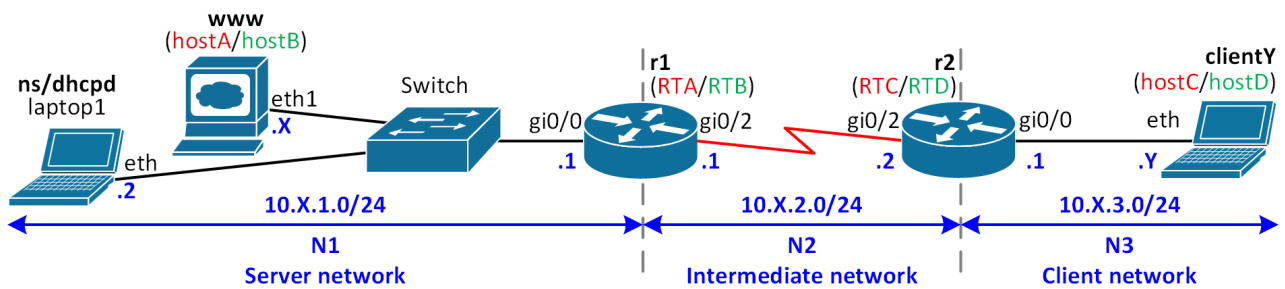 www
(hostA/hostB)
ns/dhcpd
laptop1
eth1
.X
eth
.2
Switch
r1
(RTA/RTB)
gi0/0
.1
gi0/2
.1
r2
(RTC/RTD)
gi0/2
.2
gi0/0
.1
clientY
(hostC/hostD)
eth
.Y
10.X.1.0/24
10.X.2.0/24
10.X.3.0/24
N1
N2
N3
Server network
Intermediate network
Client network